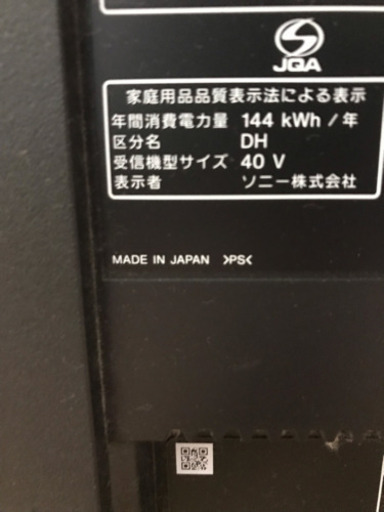 JQA
家庭用品品質表示法による表示
年間消費電力量 144 kWh / 年
区分名 DH
受信機型サイズ 40 V
表示者 ソニー株式会社
MADE IN JAPAN >PS<